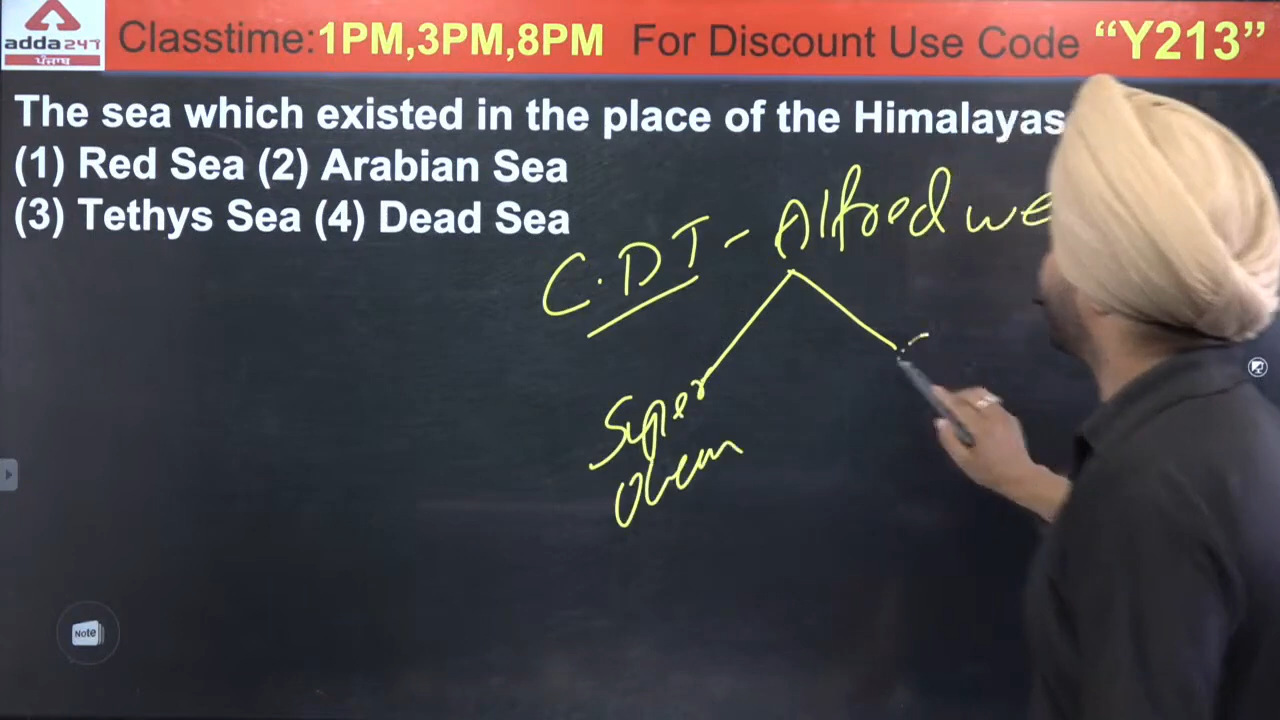 adda247
ਪੰਜਾਬ
Classtime:1PM,3PM,8PM For Discount Use Code “Y213”
The sea which existed in the place of the Himalayas
(1) Red Sea (2) Arabian Sea
(3) Tethys Sea (4) Dead Sea
C.D.T - Alfred we
Super
Note